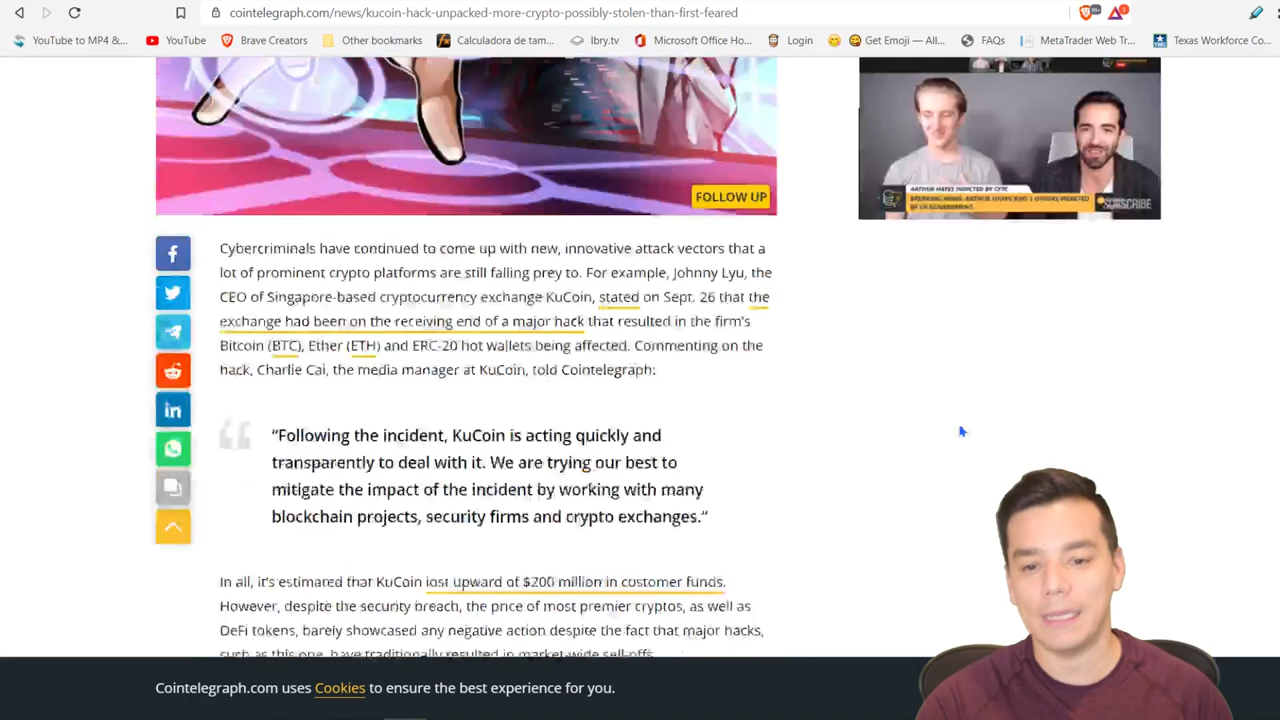 cointelegraph.com/news/kucoin-hack-unpacked-more-crypto-possibly-stolen-than-first-feared
YouTube to MP4 &... YouTube Brave Creators Other bookmarks Calculadora de tam... lbry.tv Microsoft Office Ho... Login Get Emoji — All... FAQs MetaTrader Web Tr... Texas Workforce Co...
FOLLOW UP
ARTHUR HAYES INDICTED BY CFTC
SUBSCRIBE
Cybercriminals have continued to come up with new, innovative attack vectors that a
lot of prominent crypto platforms are still falling prey to. For example, Johnny Lyu, the
CEO of Singapore-based cryptocurrency exchange KuCoin, stated on Sept. 26 that the
exchange had been on the receiving end of a major hack that resulted in the firm's
Bitcoin (BTC), Ether (ETH) and ERC-20 hot wallets being affected. Commenting on the
hack, Charlie Cai, the media manager at KuCoin, told Cointelegraph:
“Following the incident, KuCoin is acting quickly and
transparently to deal with it. We are trying our best to
mitigate the impact of the incident by working with many
blockchain projects, security firms and crypto exchanges.”
In all, it's estimated that KuCoin lost upward of $200 million in customer funds.
However, despite the security breach, the price of most premier cryptos, as well as
DeFi tokens, barely showcased any negative action despite the fact that major hacks,
such as this one, have traditionally resulted in market-wide sell-offs.
Cointelegraph.com uses Cookies to ensure the best experience for you.